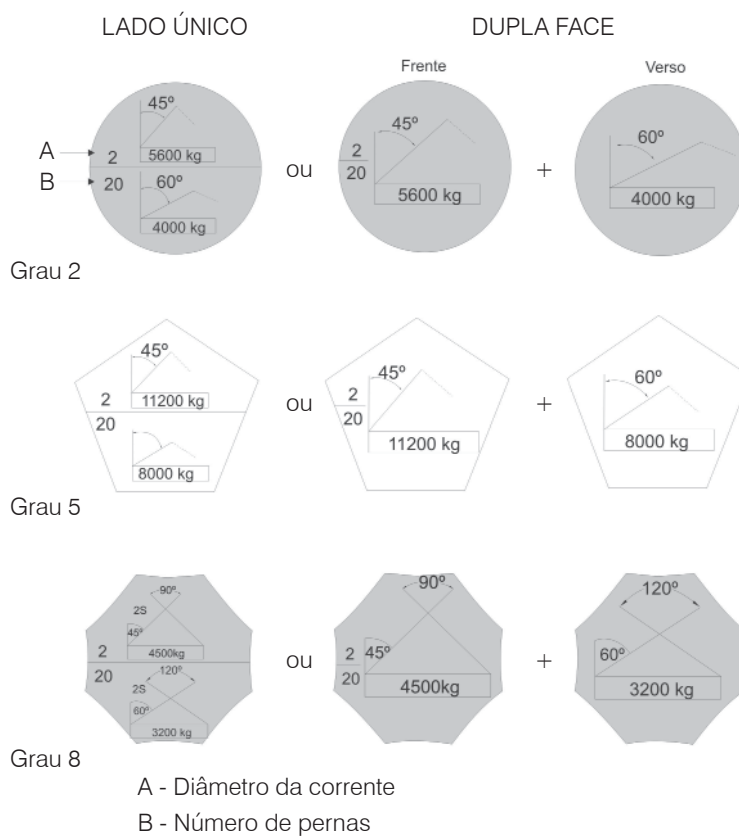 LADO ÚNICO
DUPLA FACE
Frente
Verso
45º
A
2
5600 kg
B
20
60º
4000 kg
ou
45º
2
20
5600 kg
+
60º
4000 kg
Grau 2
45º
2
11200 kg
20
8000 kg
ou
45º
2
20
11200 kg
+
60º
8000 kg
Grau 5
90º
2S
45º
2
4500kg
20
120º
2S
60º
3200 kg
ou
90º
2
20
45º
4500kg
+
120º
60º
3200 kg
Grau 8
A - Diâmetro da corrente
B - Número de pernas